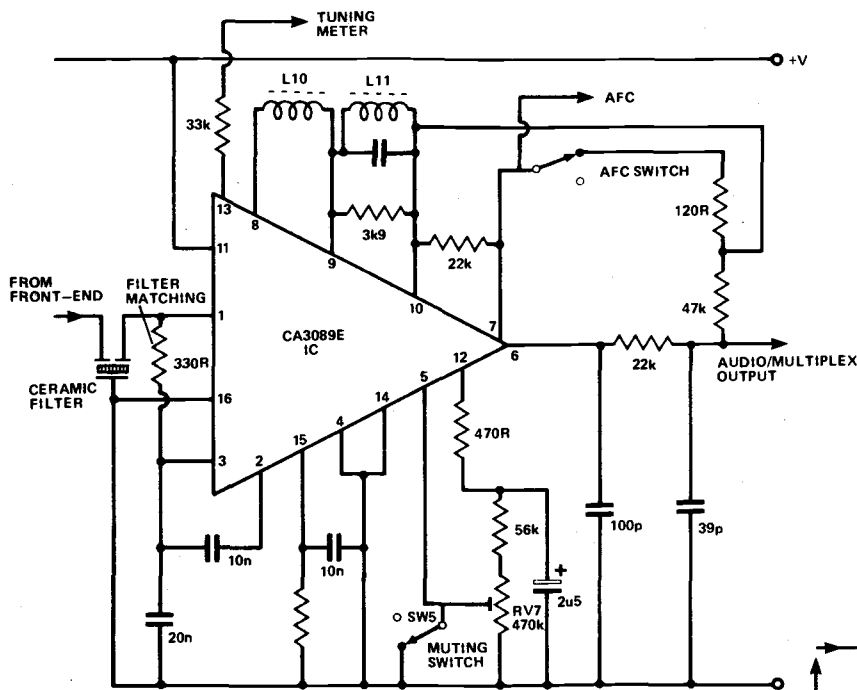 TUNING
METER
+V
L10
L11
AFC
33k
AFC SWITCH
13
8
120R
3k9
11
9
22k
FROM
FRONT-END
FILTER
MATCHING
10
47k
1
CA3089E
IC
7
330R
12
6
22k
AUDIO/MULTIPLEX
OUTPUT
CERAMIC
FILTER
16
5
14
4
470R
3
2
15
10n
10n
56k
100p
39p
+
SW5
RV7
470k
2u5
20n
MUTING
SWITCH